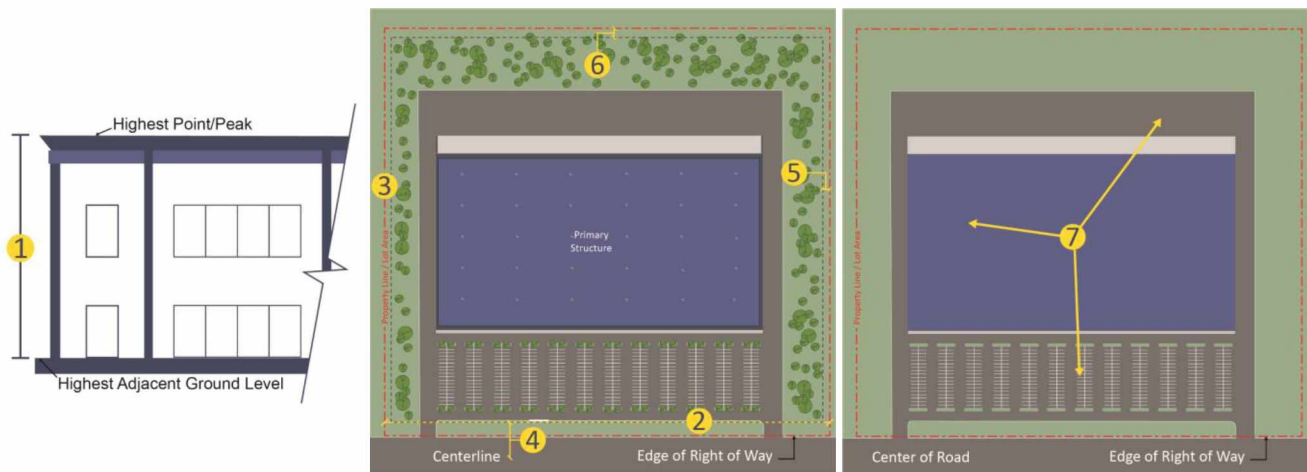 Highest Point/Peak
1
Highest Adjacent Ground Level
6
3
5
Property Line / Lot Area
Primary
Structure
2
4
Centerline
Edge of Right of Way
Property Line / Lot Area
7
Center of Road
Edge of Right of Way